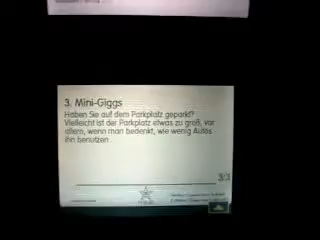 3. Mini-Giggs
Haben Sie auf dem Parkplatz geparkt?
Vielleicht ist der Parkplatz etwas zu groß, vor
allem, wenn man bedenkt, wie wenig Autos
ihn benutzen.
3/3